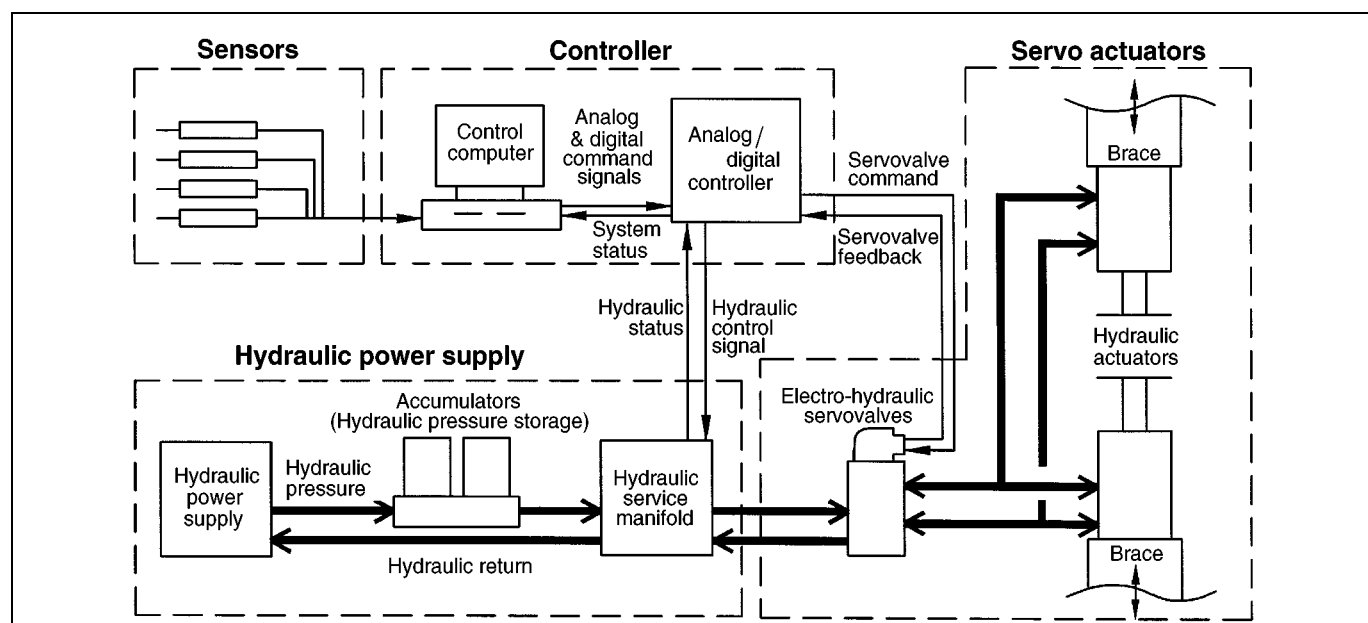 Sensors
Controller
Servo actuators
Control
computer
Analog
& digital
command
signals
Analog/
digital
controller
Servovalve
command
Brace
System
status
Servovalve
feedback
Hydraulic
status
Hydraulic
control
signal
Hydraulic
actuators
Hydraulic power supply
Accumulators
(Hydraulic pressure storage)
Electro-hydraulic
servovalves
Hydraulic
power
supply
Hydraulic
pressure
Hydraulic
service
manifold
Hydraulic return
Brace